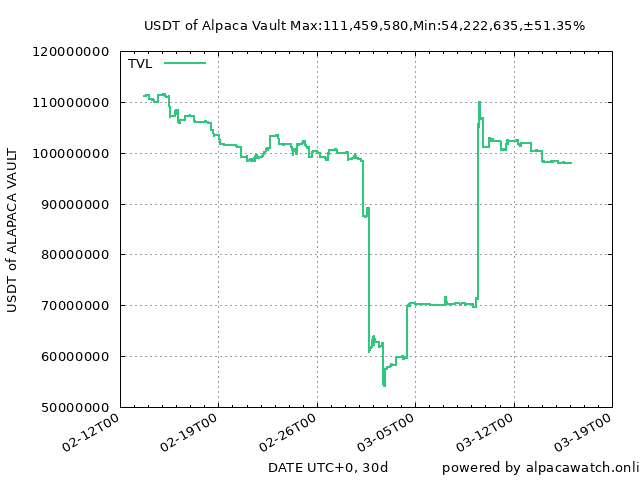 USDT of Alpaca Vault Max:111,459,580,Min:54,222,635,±51.35%
TVL
120000000
110000000
100000000
90000000
80000000
70000000
60000000
50000000
USDT of ALAPACA VAULT
02-12T00
02-19T00
02-26T00
03-05T00
03-12T00
03-19T00
DATE UTC+0, 30d
powered by alpacawatch.onli